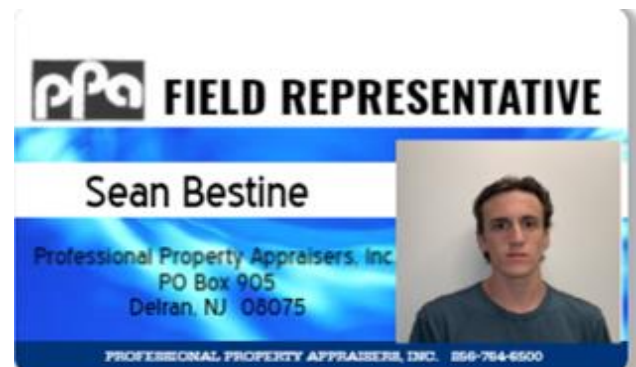 ppa FIELD REPRESENTATIVE
Sean Bestine
Professional Property Appraisers, Inc
PO Box 905
Delran, NJ 08075
PROFESSIONAL PROPERTY APPRAISERS, INC. 856-764-6500